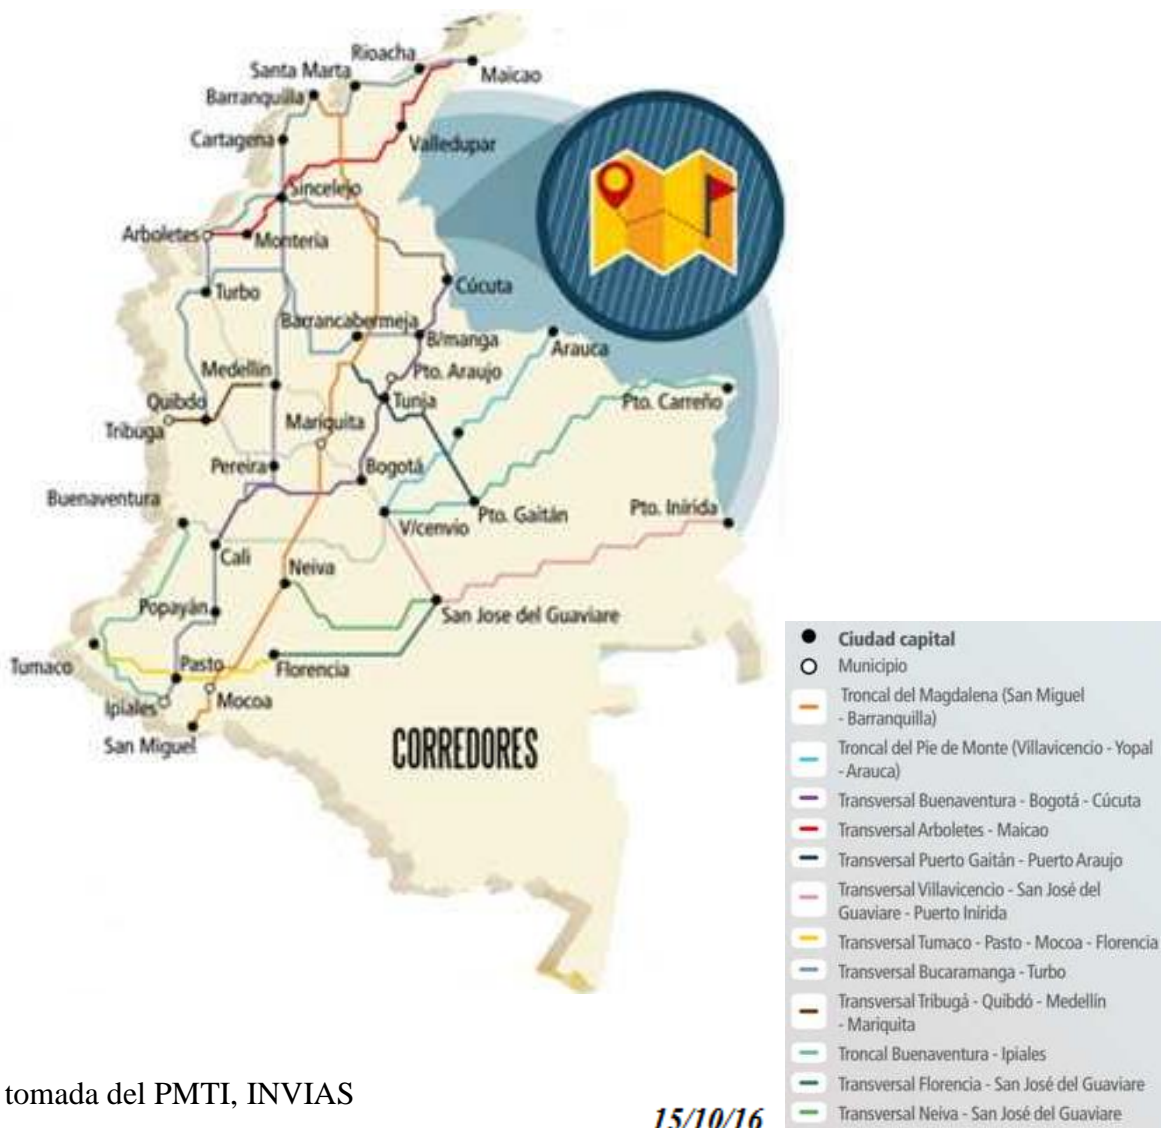 Rioacha
Santa Marta
Maicao
Barranquilla
Cartagena
Valledupar
Sincelejo
Arboletes
Montería
Turbo
Cúcuta
Barrancabermeja
B/manga
Arauca
Medellín
Pto. Araujo
Quibdo
Tunja
Pto. Carreño
Tribuga
Mariquita
Pereira
Bogotá
Buenaventura
Pto. Inírida
V/cenvio
Pto. Gaitán
Cali
Neiva
Popayán
San Jose del Guaviare
Tumaco
Pasto
Florencia
Ipiales
Mocoa
San Miguel
CORREDORES
Ciudad capital
Municipio
Troncal del Magdalena (San Miguel
- Barranquilla)
Troncal del Pie de Monte (Villavicencio - Yopal
- Arauca)
Transversal Buenaventura - Bogotá - Cúcuta
Transversal Arboletes - Maicao
Transversal Puerto Gaitán - Puerto Araujo
Transversal Villavicencio - San José del
Guaviare - Puerto Inírida
Transversal Tumaco - Pasto - Mocoa - Florencia
Transversal Bucaramanga - Turbo
Transversal Tribugá - Quibdó - Medellín
- Mariquita
Troncal Buenaventura - Ipiales
Transversal Florencia - San José del Guaviare
Transversal Neiva - San José del Guaviare
tomada del PMTI, INVIAS
15/10/16